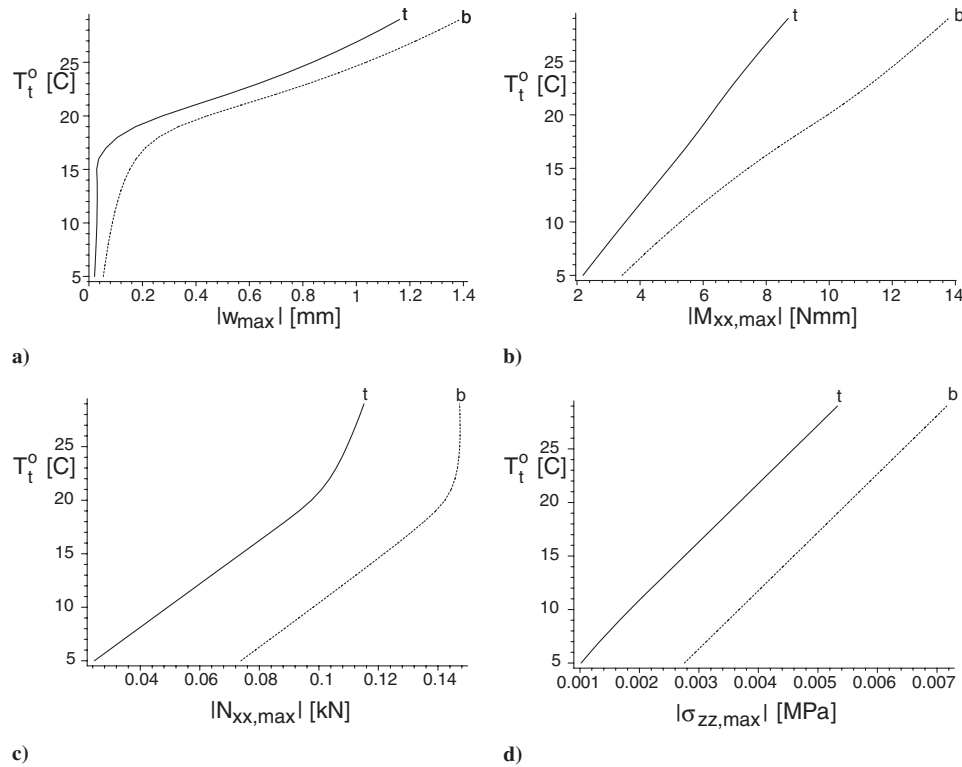 t
b
25
T_t^o [C]
20
15
10
5
0 0.2 0.4 0.6 0.8 1 1.2 1.4
|w_max| [mm]
a)
t
b
25
T_t^o [C]
20
15
10
5
2 4 6 8 10 12 14
|M_xx,max| [Nmm]
b)
t
b
25
T_t^o [C]
20
15
10
5
0.04 0.06 0.08 0.1 0.12 0.14
|N_xx,max| [kN]
c)
t
b
25
T_t^o [C]
20
15
10
5
0.001 0.002 0.003 0.004 0.005 0.006 0.007
|σ_zz,max| [MPa]
d)